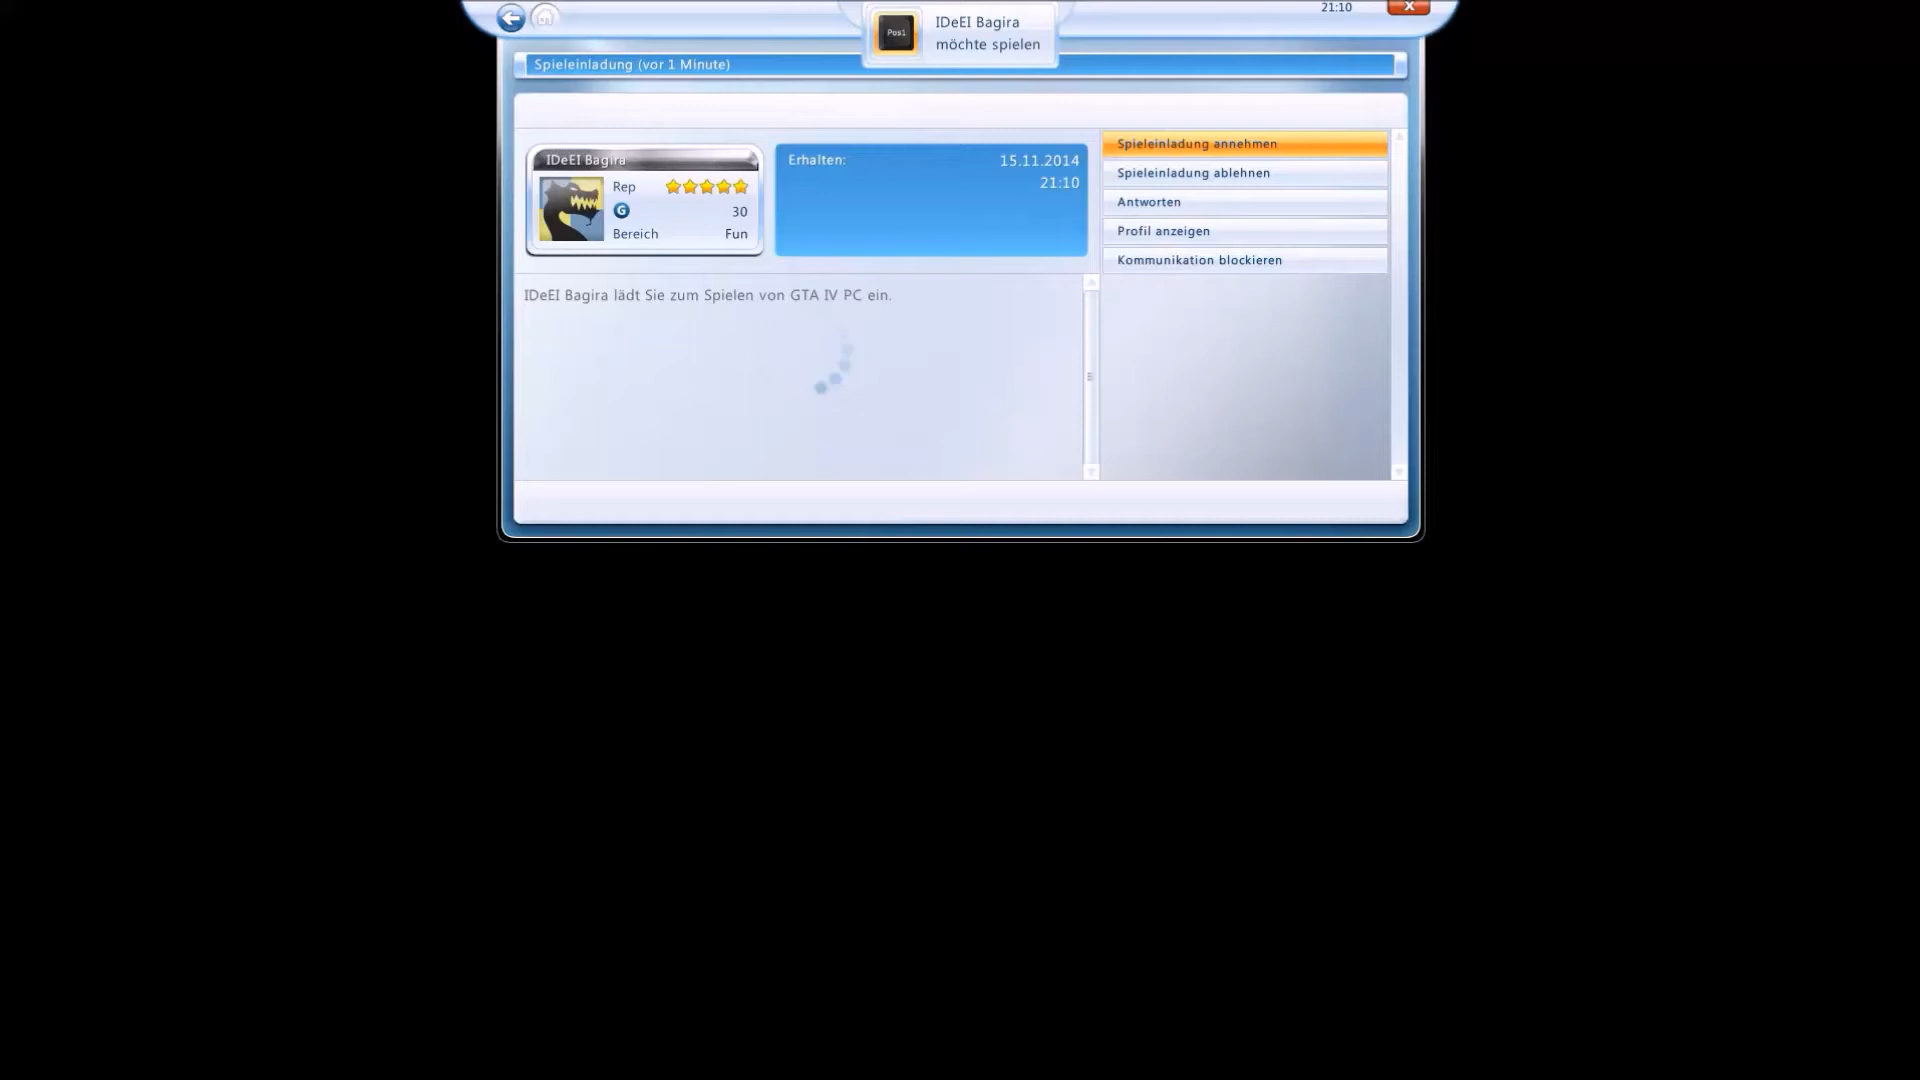 21:10
IDeEI Bagira
möchte spielen
Pos1
Spieleinladung (vor 1 Minute)
IDeEI Bagira
Rep
G 30
Bereich Fun
Erhalten: 15.11.2014
21:10
Spieleinladung annehmen
Spieleinladung ablehnen
Antworten
Profil anzeigen
Kommunikation blockieren
IDeEI Bagira lädt Sie zum Spielen von GTA IV PC ein.